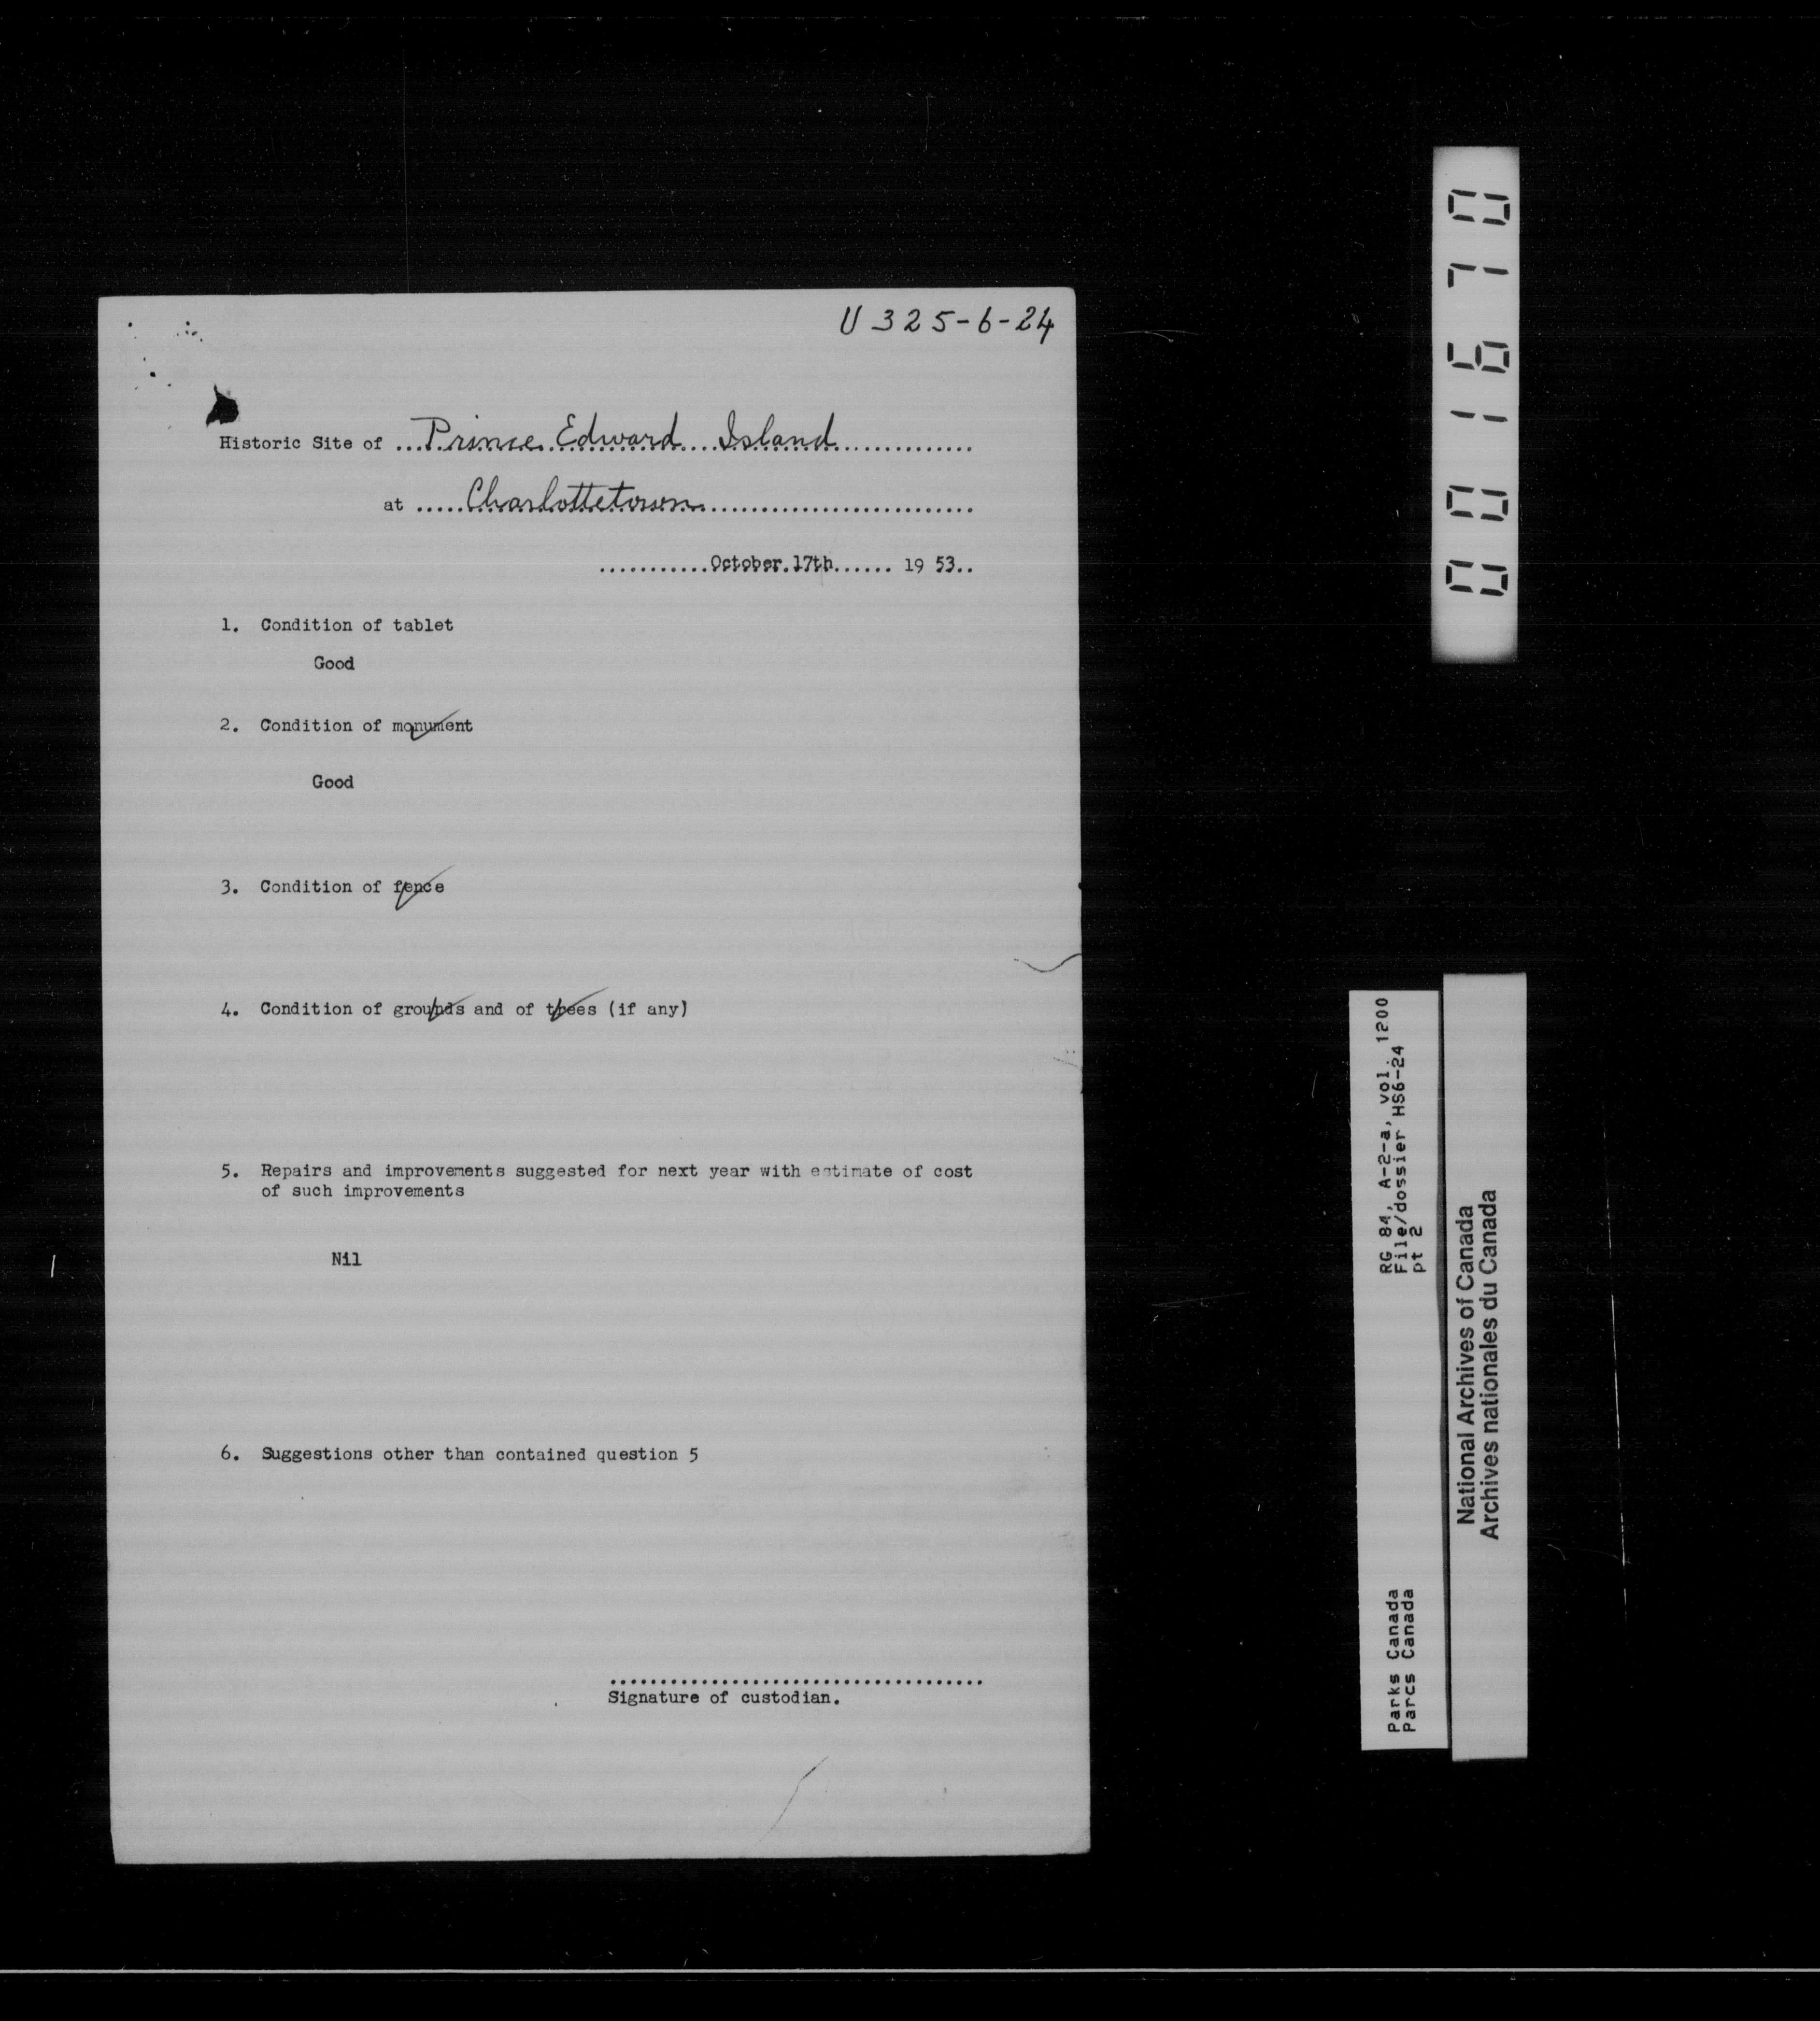 U 325-6-24
Historic Site of ...Prince Edward Island.............
at .....Charlottetown..........................
...........October 17th...... 19 53..
1. Condition of tablet
Good
2. Condition of monument
Good
3. Condition of fence
4. Condition of grounds and of trees (if any)
5. Repairs and improvements suggested for next year with estimate of cost
of such improvements
Nil
6. Suggestions other than contained question 5
....................................
Signature of custodian.
001670
RG 84, A-2-a, vol. 1200
File/dossier HS6-24
pt 2
Parks Canada
Parcs Canada
National Archives of Canada
Archives nationales du Canada